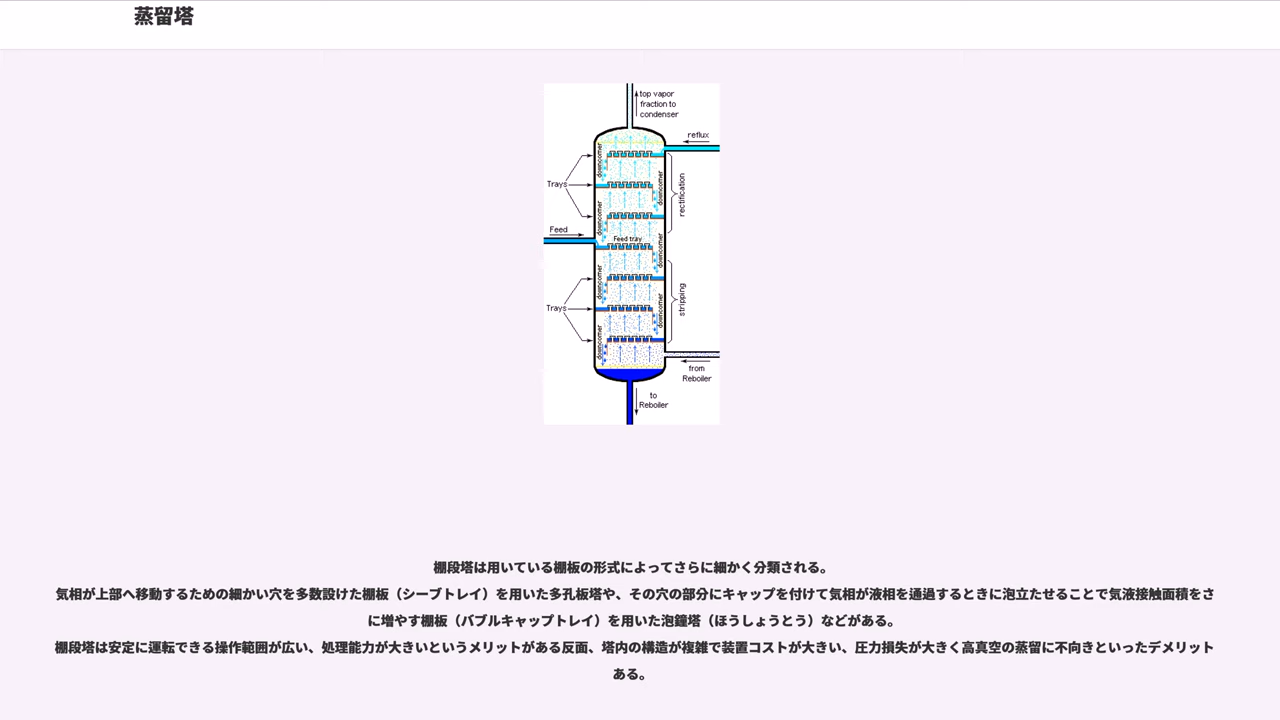 蒸留塔
top vapor
fraction to
condenser
reflux
downcomer
Trays
downcomer
rectification
downcomer
Feed
Feed tray
downcomer
downcomer
Trays
stripping
downcomer
downcomer
from
Reboiler
to
Reboiler
棚段塔は用いている棚板の形式によってさらに細かく分類される。
気相が上部へ移動するための細かい穴を多数設けた棚板（シーブトレイ）を用いた多孔板塔や、その穴の部分にキャップを付けて気相が液相を通過するときに泡立たせることで気液接触面積をさ
に増やす棚板（バブルキャップトレイ）を用いた泡鐘塔（ほうしょうとう）などがある。
棚段塔は安定に運転できる操作範囲が広い、処理能力が大きいというメリットがある反面、塔内の構造が複雑で装置コストが大きい、圧力損失が大きく高真空の蒸留に不向きといったデメリット
ある。